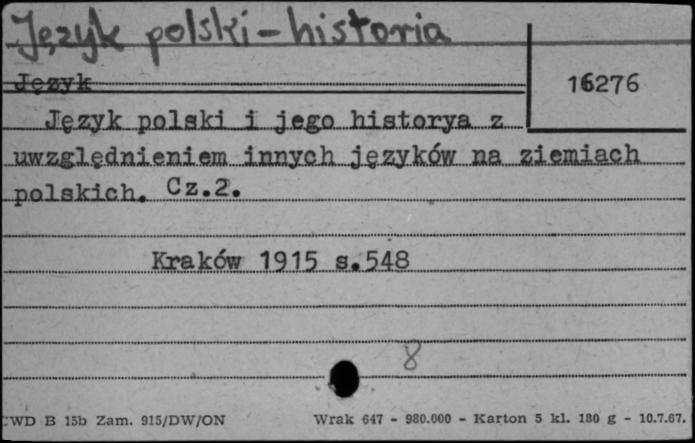 Język polski - historia
Język
16276
Język polski i jego historya z
uwzględnieniem innych języków na ziemiach
polskich. Cz.2.
Kraków 1915 s.548
8
CWD B 15b Zam. 915/DW/ON Wrak 647 - 980.000 - Karton 5 kl. 180 g - 10.7.67.